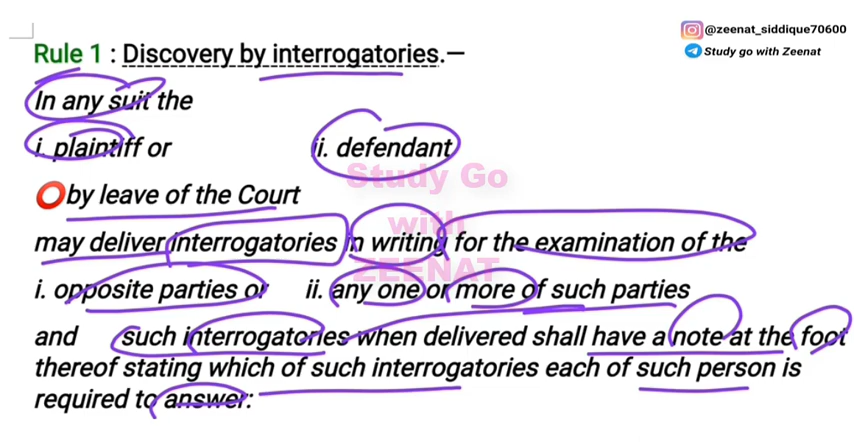 @zeenat_siddique70600
Study go with Zeenat
Rule 1 : Discovery by interrogatories.—
In any suit the
i. plaintiff or ii. defendant
by leave of the Court
may deliver interrogatories in writing for the examination of the
i. opposite parties or ii. any one or more of such parties
and such interrogatories when delivered shall have a note at the foot
thereof stating which of such interrogatories each of such person is
required to answer:
Study Go
with
ZEENAT